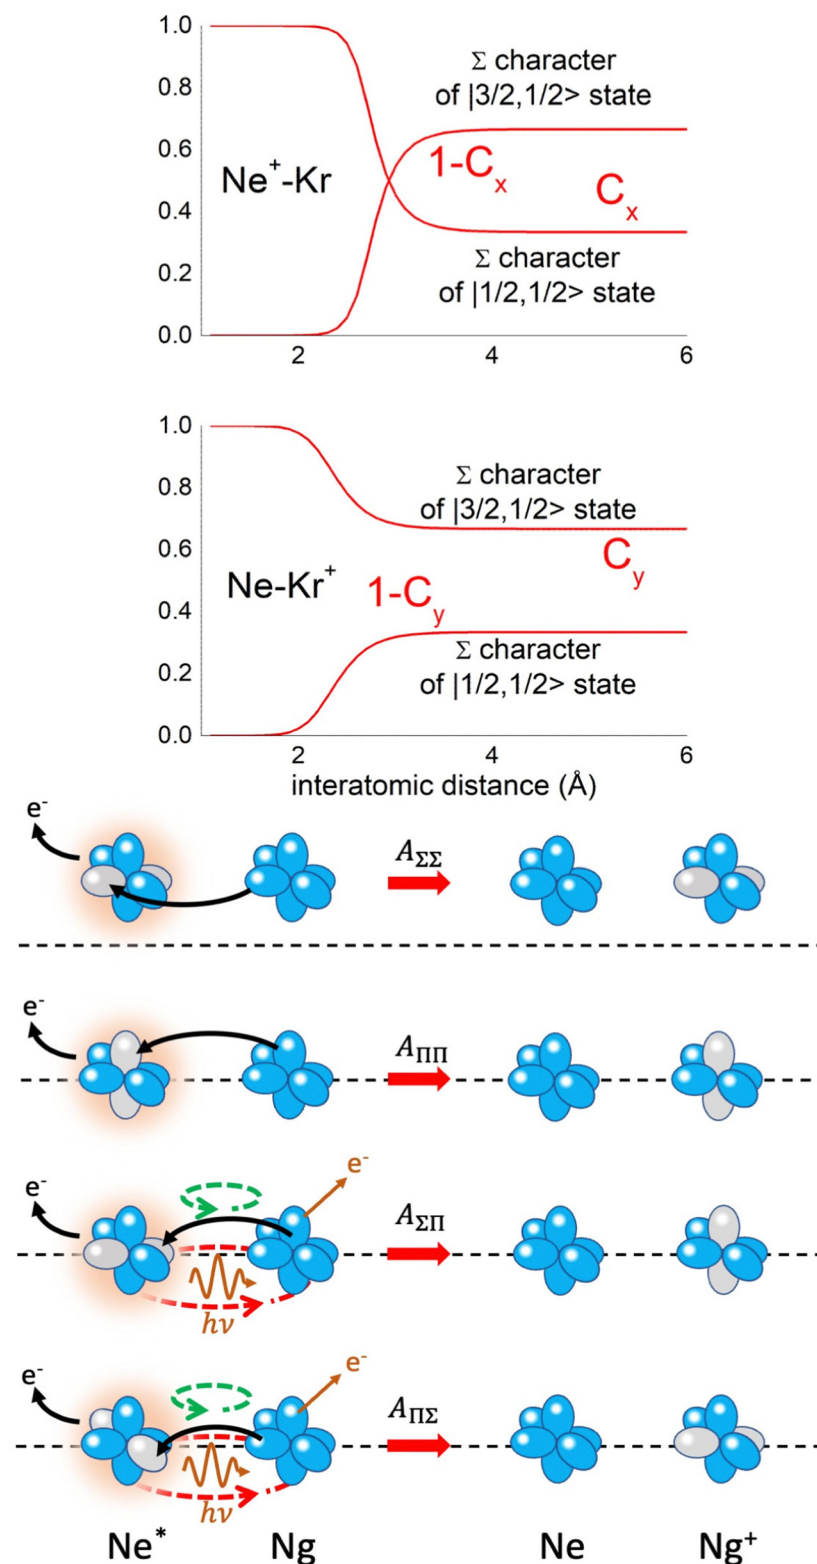 1.0
Σ character
of |3/2,1/2> state
0.8
0.6
Ne⁺-Kr
1-Cₓ
Cₓ
0.4
Σ character
of |1/2,1/2> state
0.2
0.0
2 4 6
1.0
Σ character
of |3/2,1/2> state
0.8
0.6
C_y
Ne-Kr⁺
1-C_y
0.4
Σ character
of |1/2,1/2> state
0.2
0.0
2 4 6
interatomic distance (Å)
e⁻
A_ΣΣ
e⁻
A_ΠΠ
e⁻ e⁻
A_ΣΠ
hν
e⁻ e⁻
A_ΠΣ
hν
Ne* Ng Ne Ng⁺